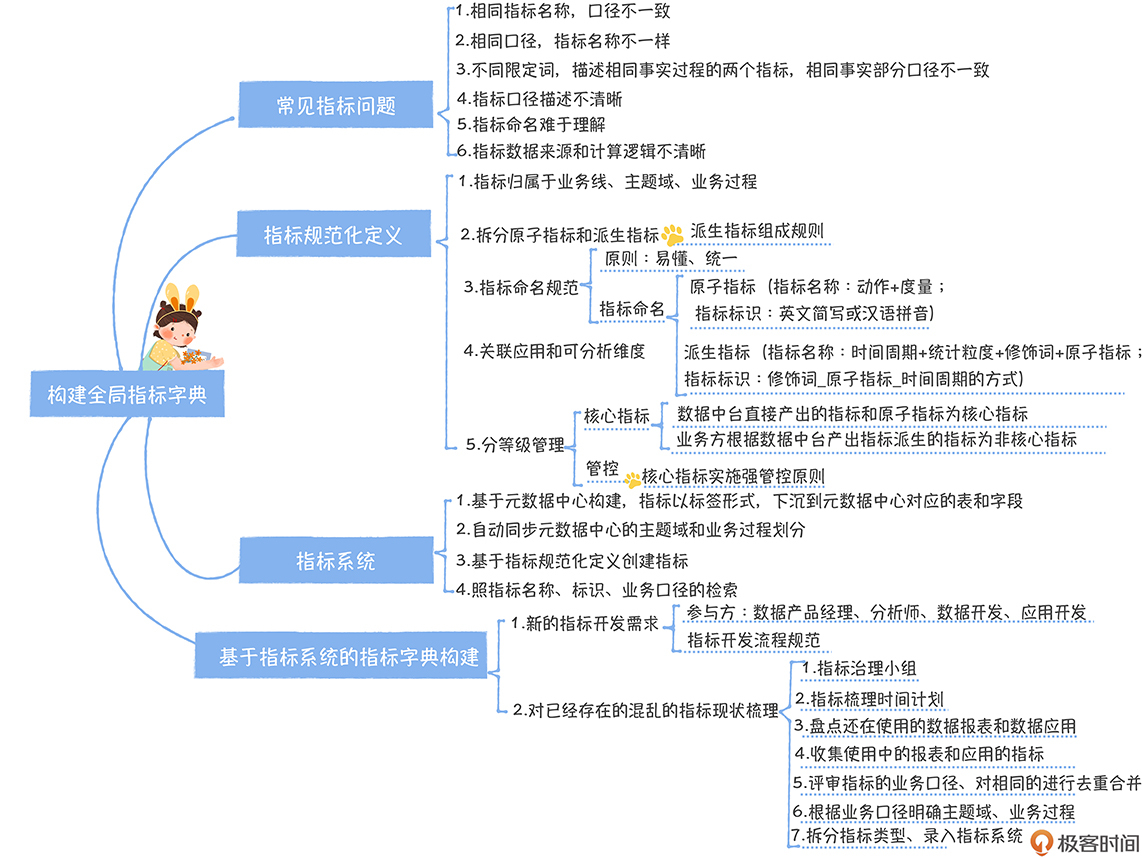 构建全局指标字典
常见指标问题
1.相同指标名称，口径不一致
2.相同口径，指标名称不一样
3.不同限定词，描述相同事实过程的两个指标，相同事实部分口径不一致
4.指标口径描述不清晰
5.指标命名难于理解
6.指标数据来源和计算逻辑不清晰
指标规范化定义
1.指标归属于业务线、主题域、业务过程
2.拆分原子指标和派生指标
派生指标组成规则
3.指标命名规范
原则：易懂、统一
指标命名
原子指标（指标名称：动作+度量；
指标标识：英文简写或汉语拼音）
派生指标（指标名称：时间周期+统计粒度+修饰词+原子指标；
指标标识：修饰词_原子指标_时间周期的方式）
4.关联应用和可分析维度
5.分等级管理
核心指标
数据中台直接产出的指标和原子指标为核心指标
业务方根据数据中台产出指标派生的指标为非核心指标
管控
核心指标实施强管控原则
指标系统
1.基于元数据中心构建，指标以标签形式，下沉到元数据中心对应的表和字段
2.自动同步元数据中心的主题域和业务过程划分
3.基于指标规范化定义创建指标
4.照指标名称、标识、业务口径的检索
基于指标系统的指标字典构建
1.新的指标开发需求
参与方：数据产品经理、分析师、数据开发、应用开发
指标开发流程规范
2.对已经存在的混乱的指标现状梳理
1.指标治理小组
2.指标梳理时间计划
3.盘点还在使用的数据报表和数据应用
4.收集使用中的报表和应用的指标
5.评审指标的业务口径、对相同的进行去重合并
6.根据业务口径明确主题域、业务过程
7.拆分指标类型、录入指标系统
极客时间